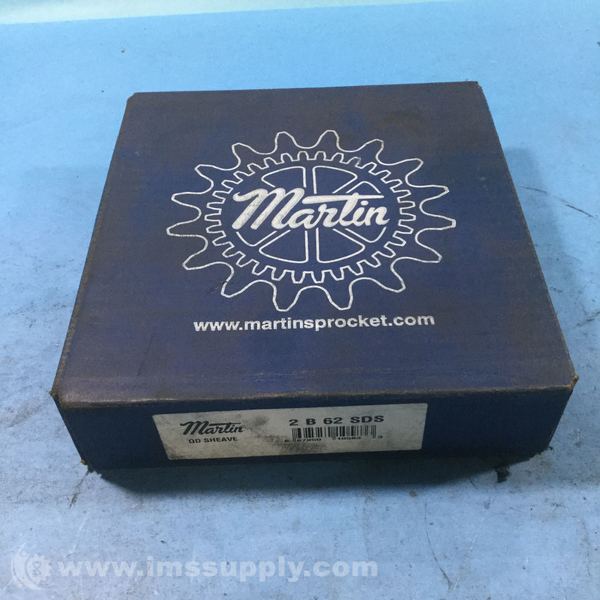 Martin
www.martinsprocket.com
Martin 2 B 62 SDS
QD SHEAVE
www.imssupply.com